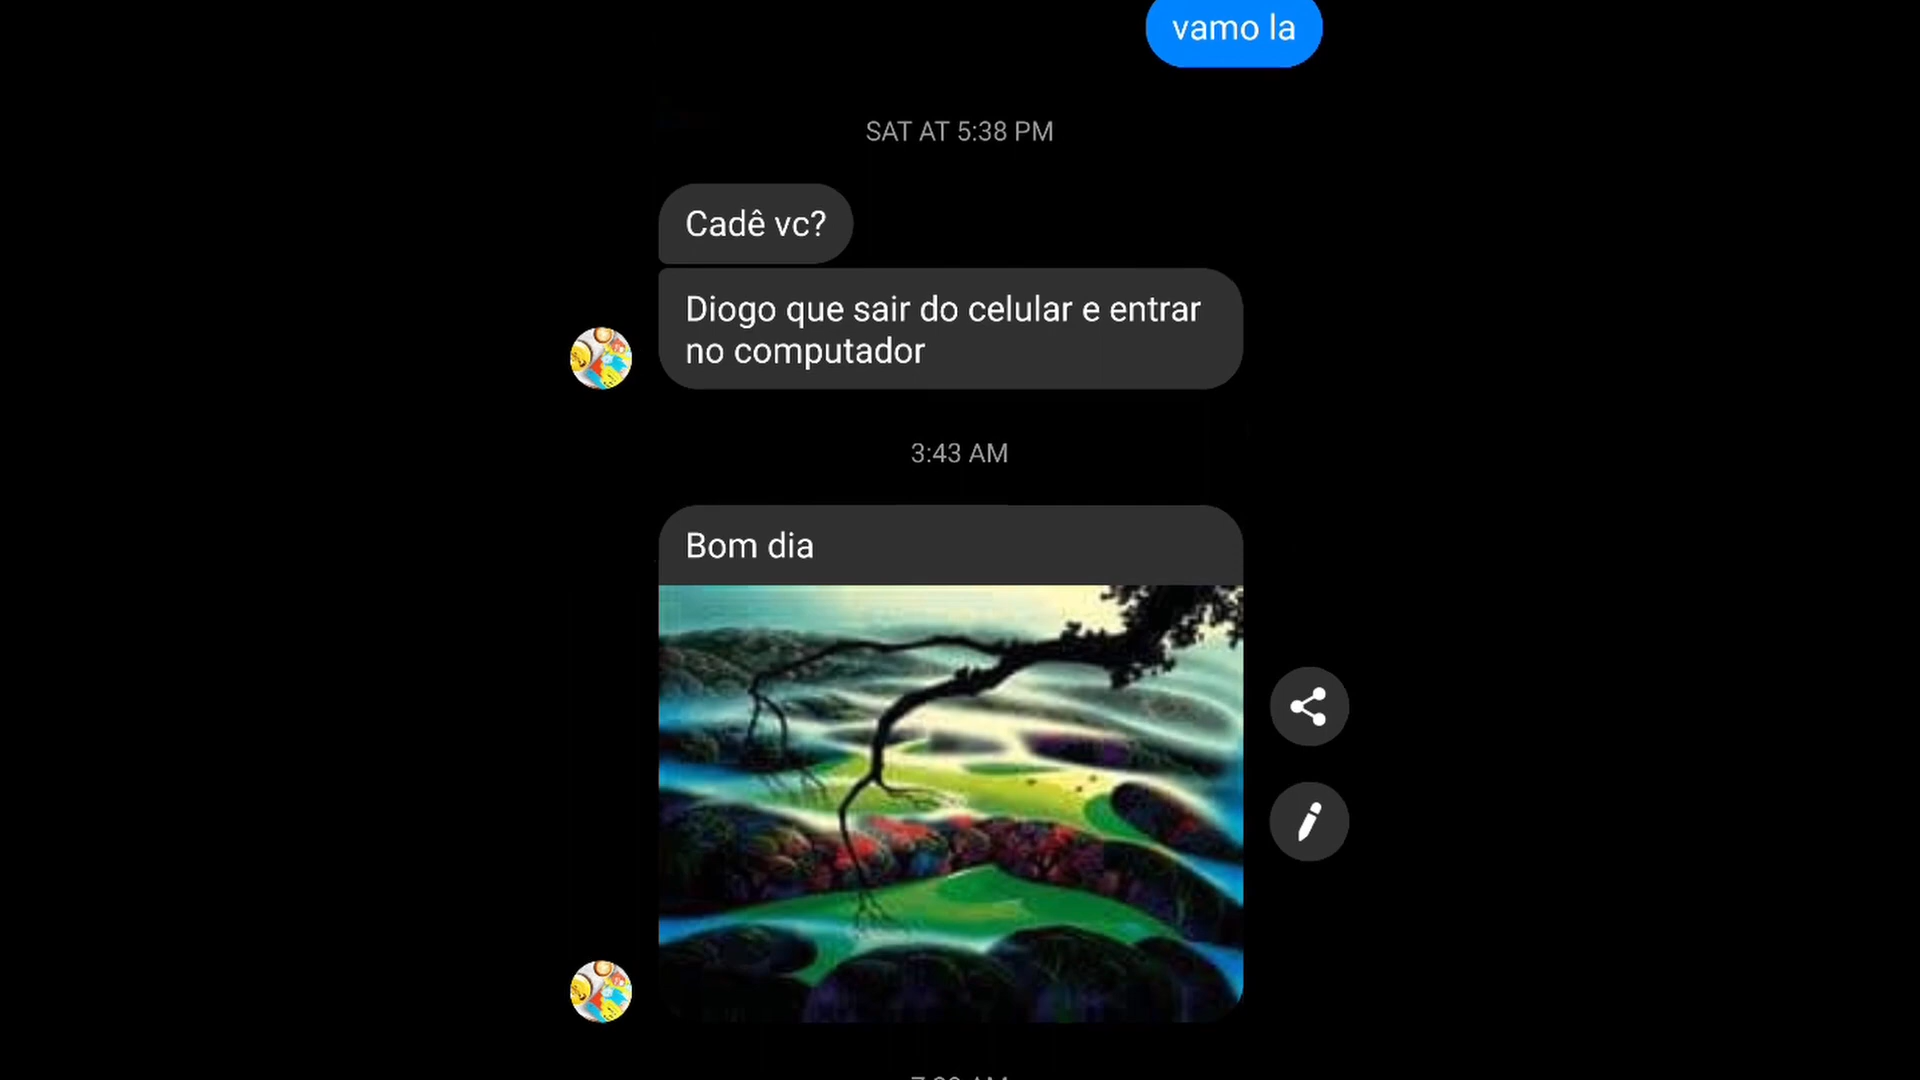 vamo la
SAT AT 5:38 PM
Cadê vc?
Diogo que sair do celular e entrar
no computador
3:43 AM
Bom dia